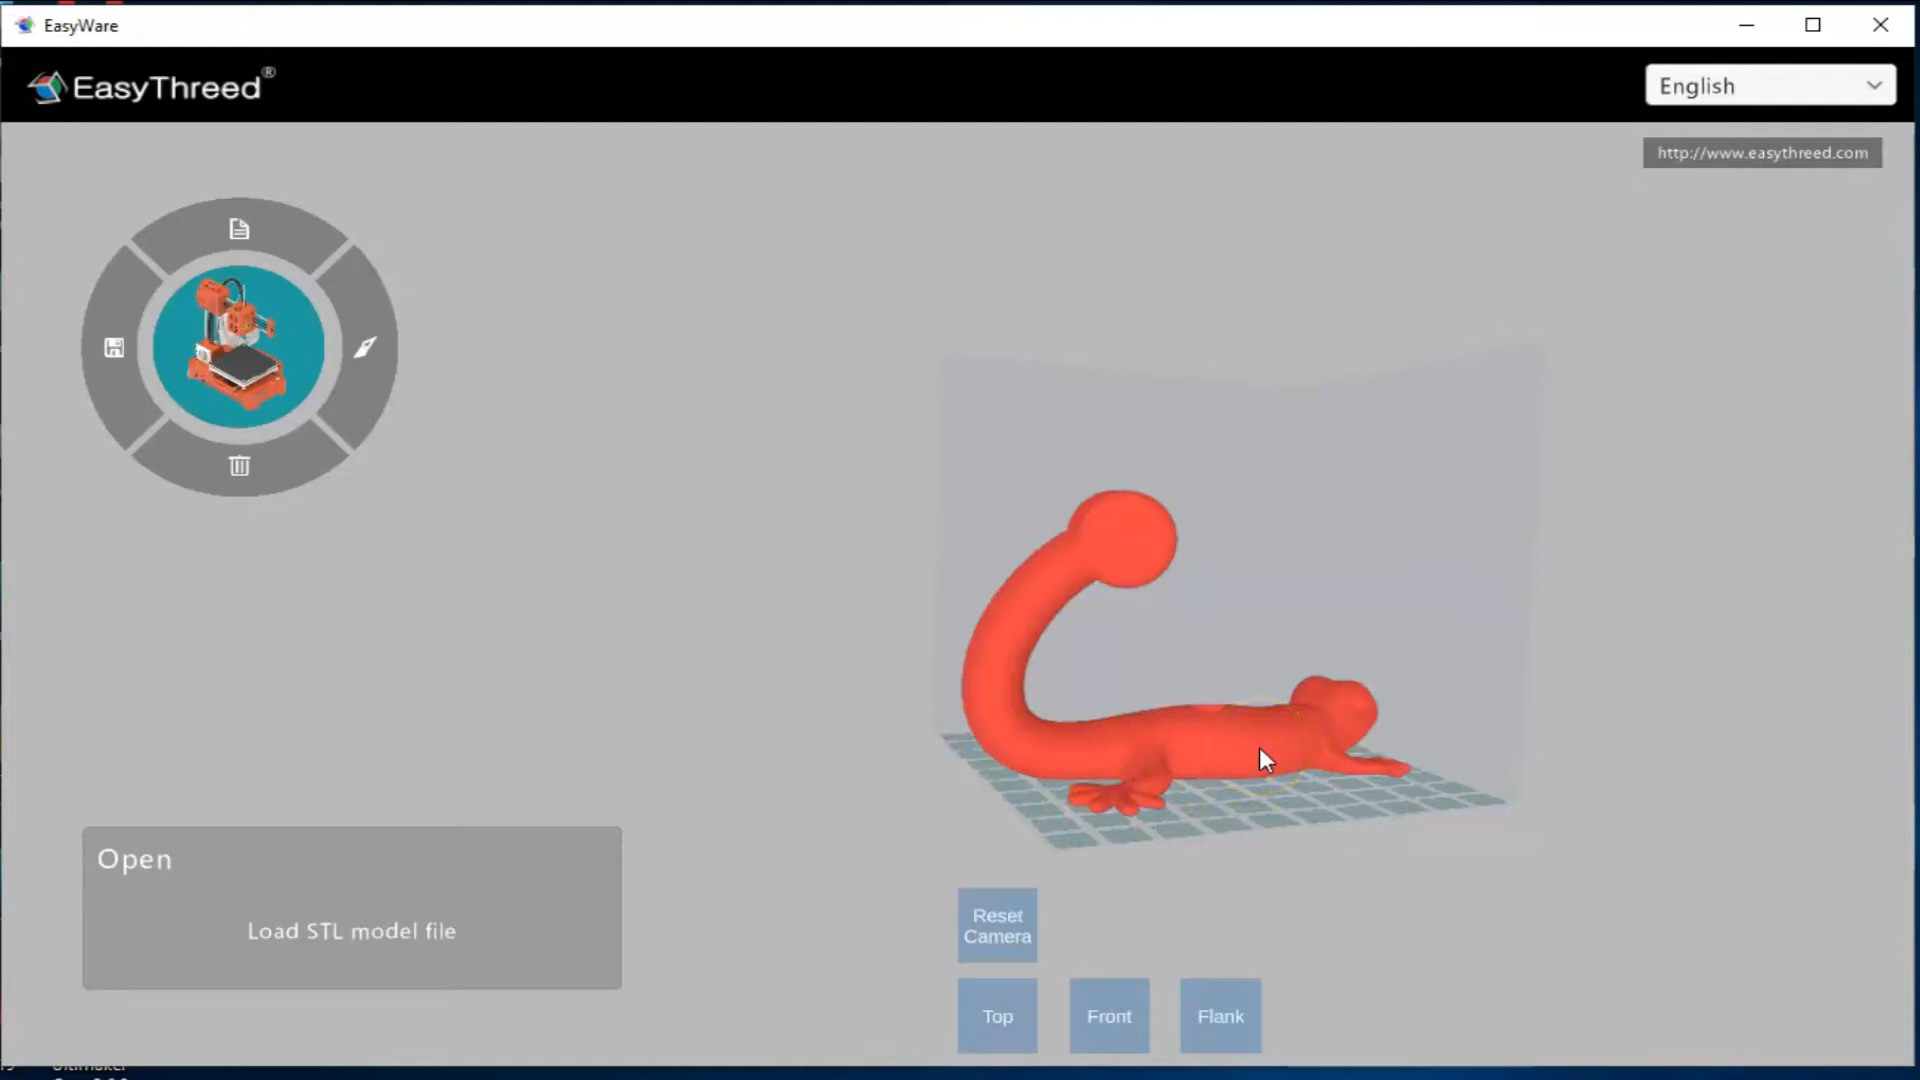 EasyWare
EasyThreed®
English
http://www.easythreed.com
Open
Load STL model file
Reset
Camera
Top
Front
Flank